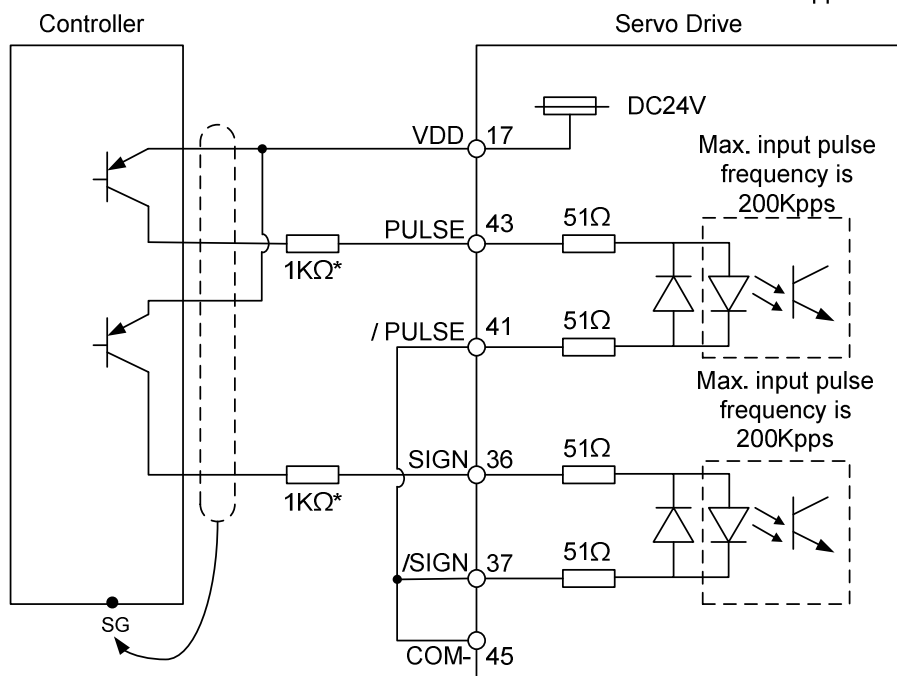 pp
Controller
Servo Drive
DC24V
VDD 17
Max. input pulse
frequency is
200Kpps
PULSE 43
51Ω
1KΩ*
/ PULSE 41
51Ω
Max. input pulse
frequency is
200Kpps
SIGN 36
51Ω
1KΩ*
/SIGN 37
51Ω
SG
COM- 45